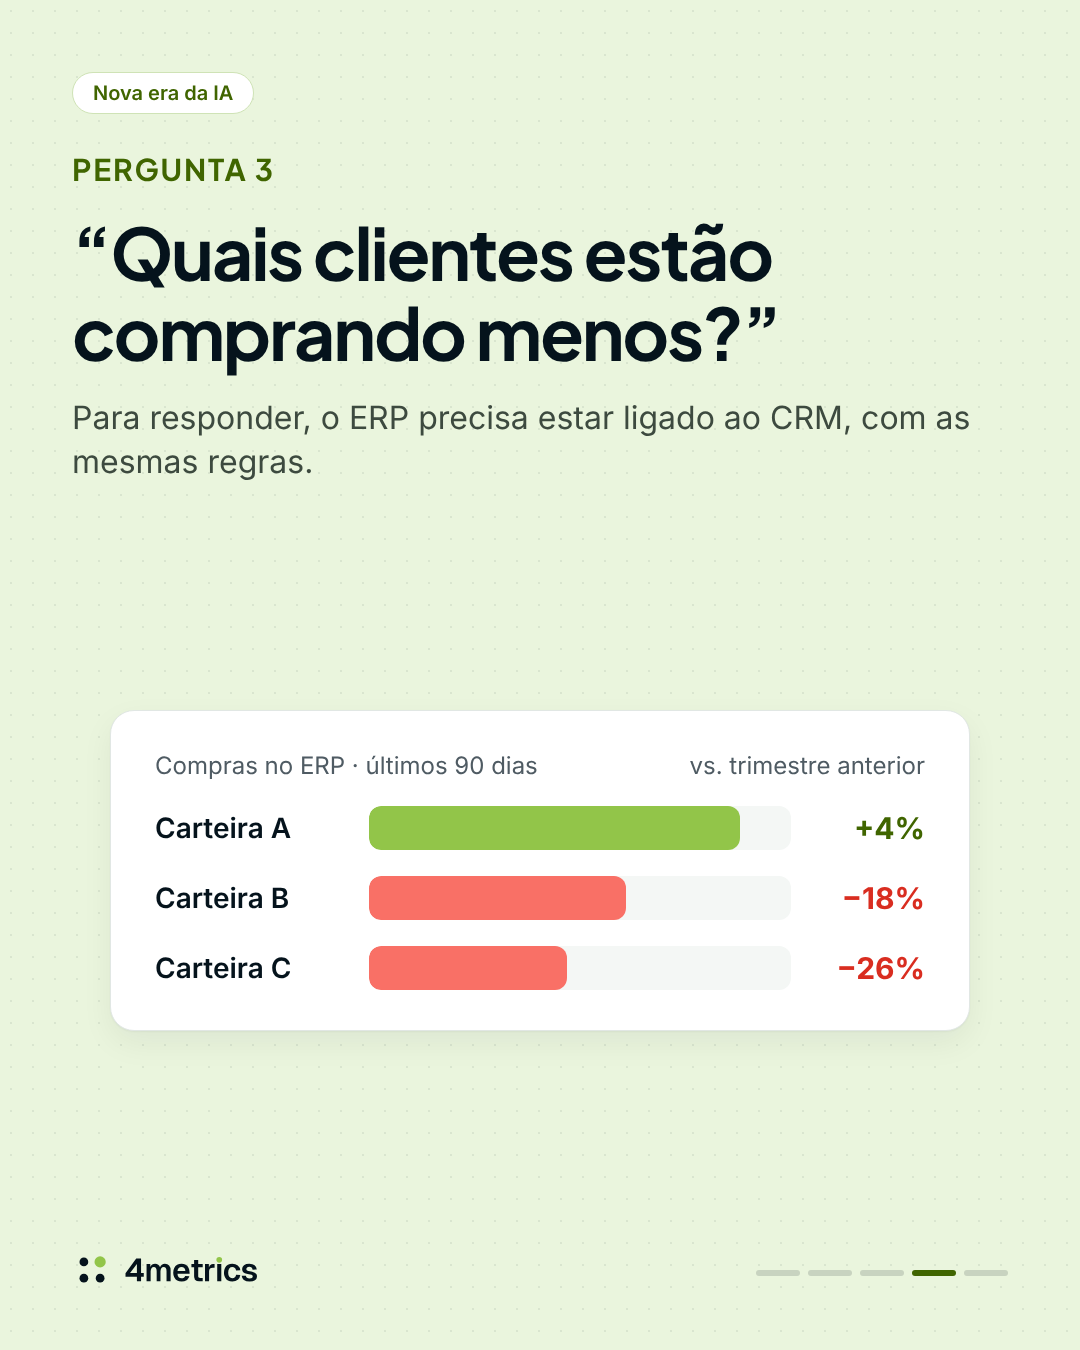 Nova era da IA
PERGUNTA 3
“Quais clientes estão
comprando menos?”
Para responder, o ERP precisa estar ligado ao CRM, com as
mesmas regras.
Compras no ERP · últimos 90 dias
vs. trimestre anterior
Carteira A
+4%
Carteira B
−18%
Carteira C
−26%
4metrics